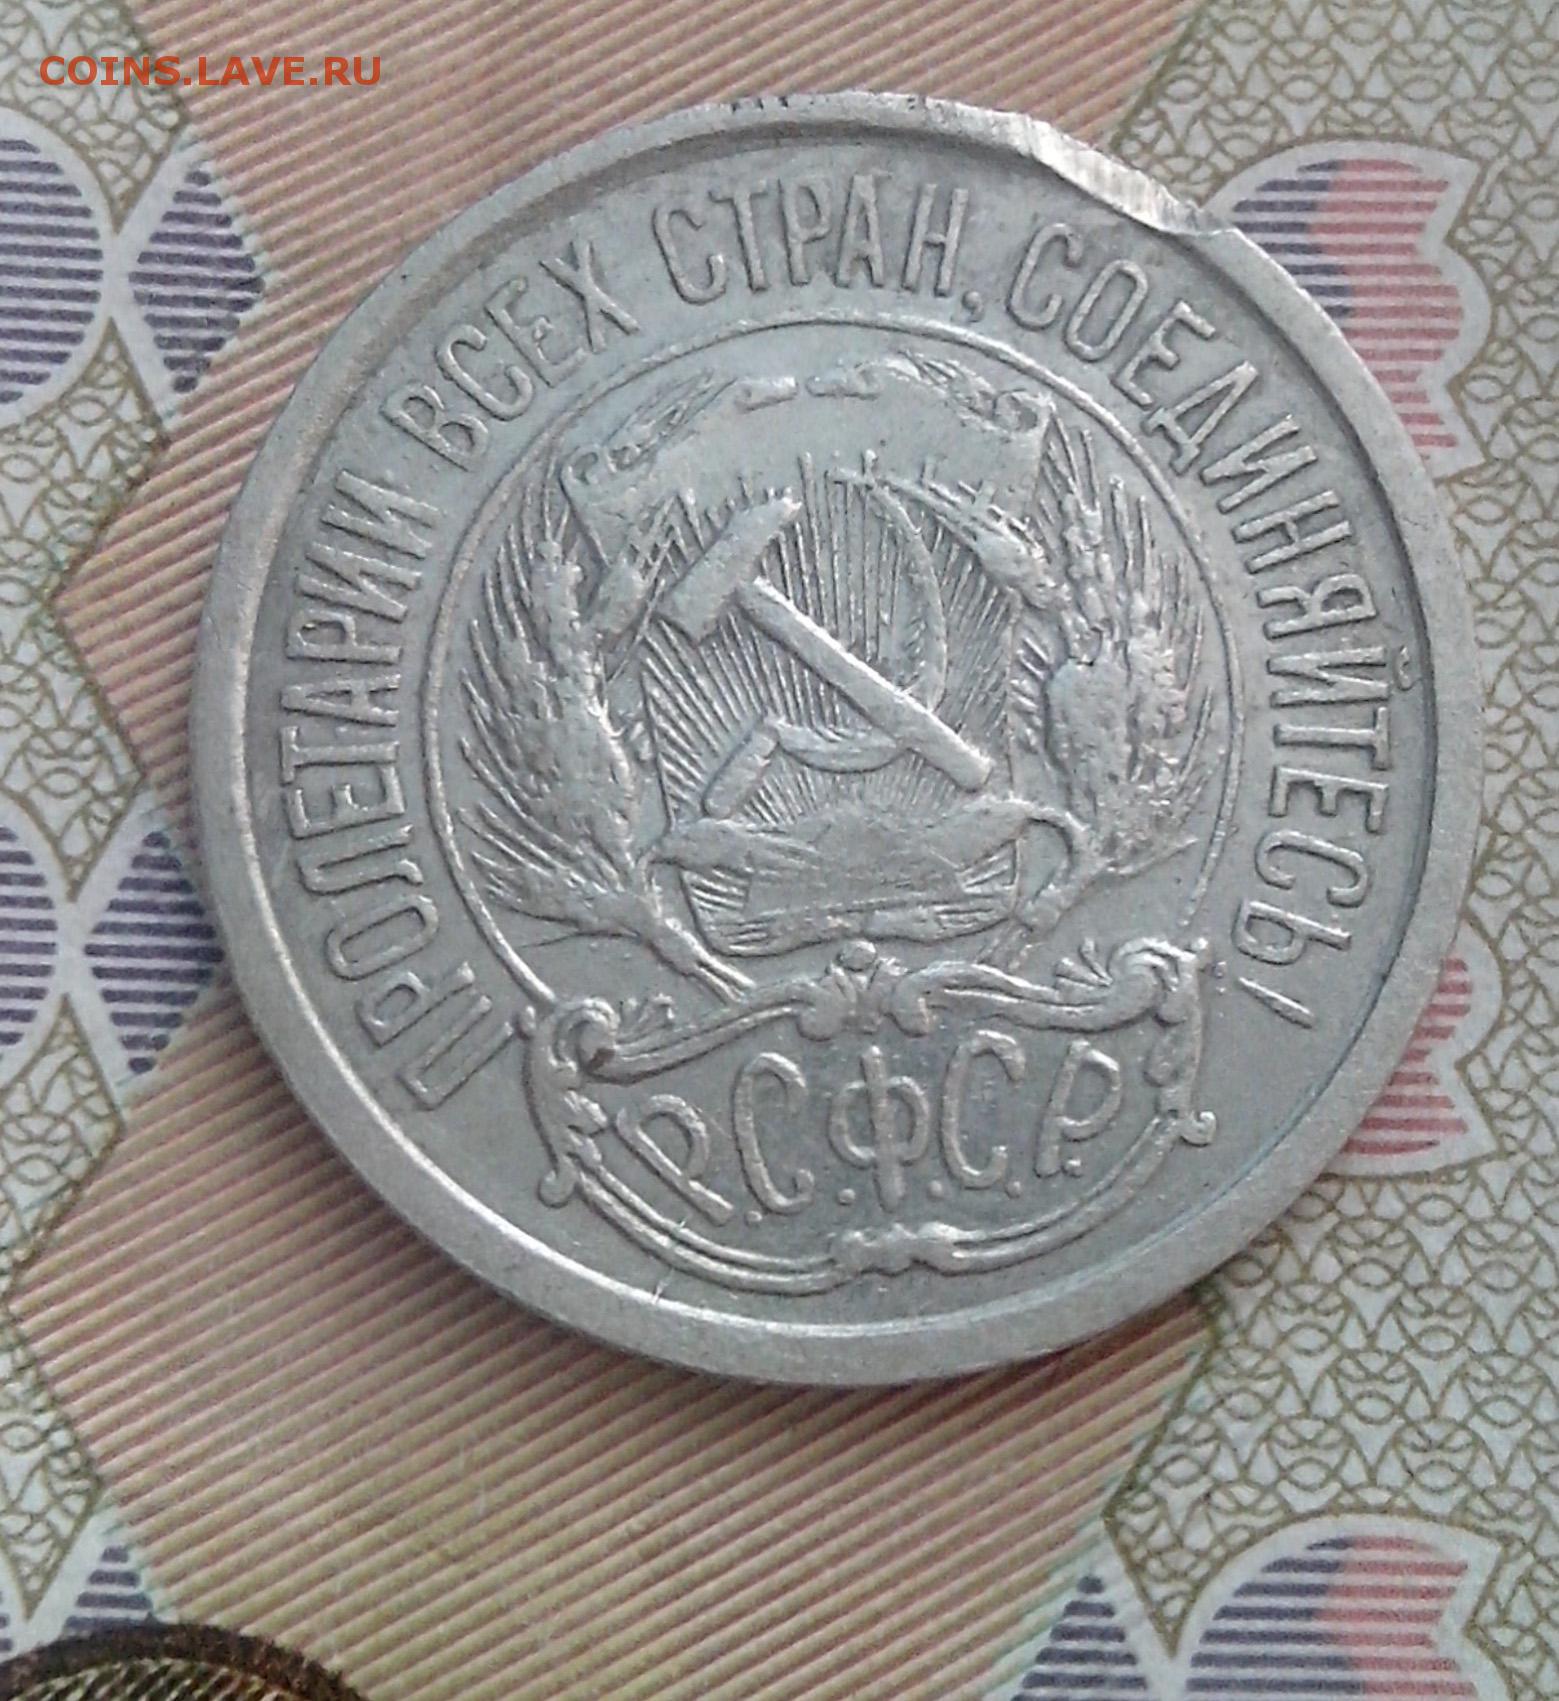 COINS.LAVE.RU
ПРОЛЕТАРИИ ВСЕХ СТРАН, СОЕДИНЯЙТЕСЬ!
Р.С.Ф.С.Р.